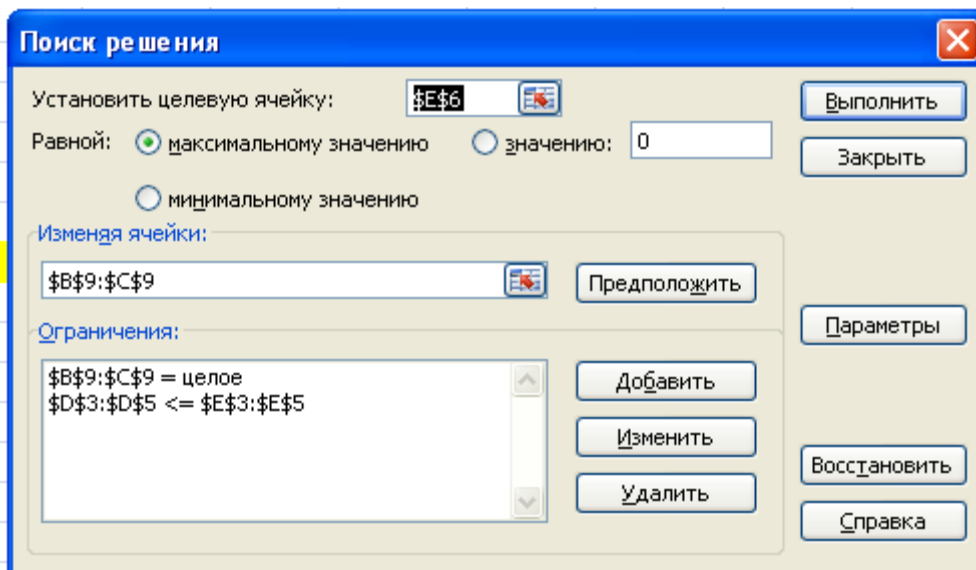 Поиск решения
Установить целевую ячейку: $E$6
Выполнить
Равной: максимальному значению значению: 0
Закрыть
минимальному значению
Изменяя ячейки:
$B$9:$C$9
Предположить
Ограничения:
Параметры
$B$9:$C$9 = целое
$D$3:$D$5 <= $E$3:$E$5
Добавить
Изменить
Удалить
Восстановить
Справка